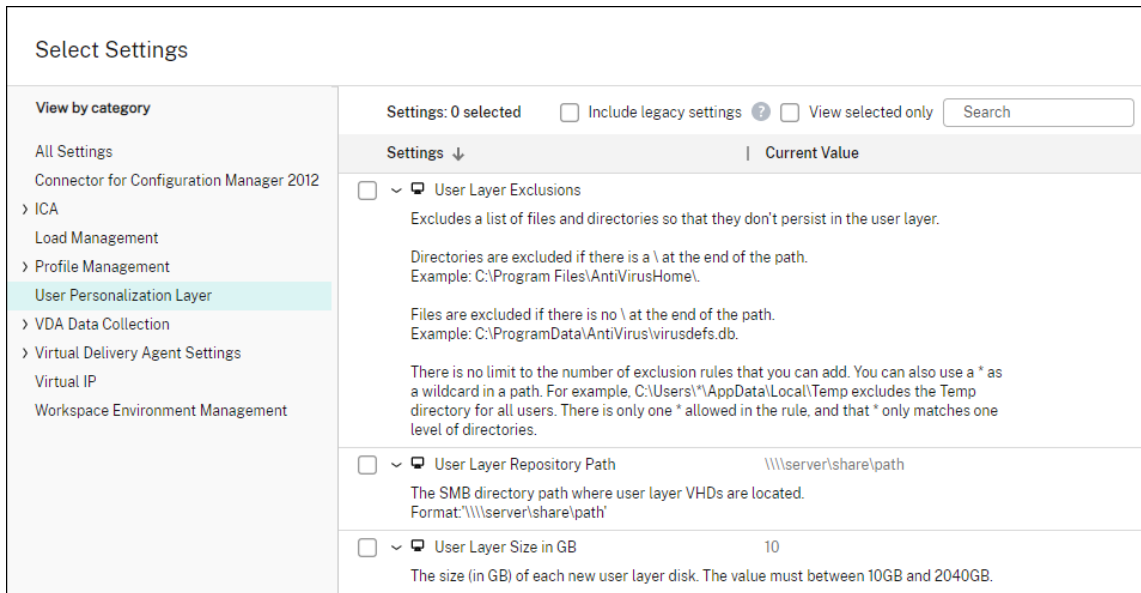 Select Settings
View by category
All Settings
Connector for Configuration Manager 2012
ICA
Load Management
Profile Management
User Personalization Layer
VDA Data Collection
Virtual Delivery Agent Settings
Virtual IP
Workspace Environment Management
Settings: 0 selected Include legacy settings ? View selected only Search
Settings ↓ | Current Value
User Layer Exclusions
Excludes a list of files and directories so that they don't persist in the user layer.
Directories are excluded if there is a \ at the end of the path.
Example: C:\Program Files\AntiVirusHome\.
Files are excluded if there is no \ at the end of the path.
Example: C:\ProgramData\AntiVirus\virusdefs.db.
There is no limit to the number of exclusion rules that you can add. You can also use a * as
a wildcard in a path. For example, C:\Users\*\AppData\Local\Temp excludes the Temp
directory for all users. There is only one * allowed in the rule, and that * only matches one
level of directories.
User Layer Repository Path \\\\server\share\path
The SMB directory path where user layer VHDs are located.
Format:'\\\\server\share\path'
User Layer Size in GB 10
The size (in GB) of each new user layer disk. The value must between 10GB and 2040GB.